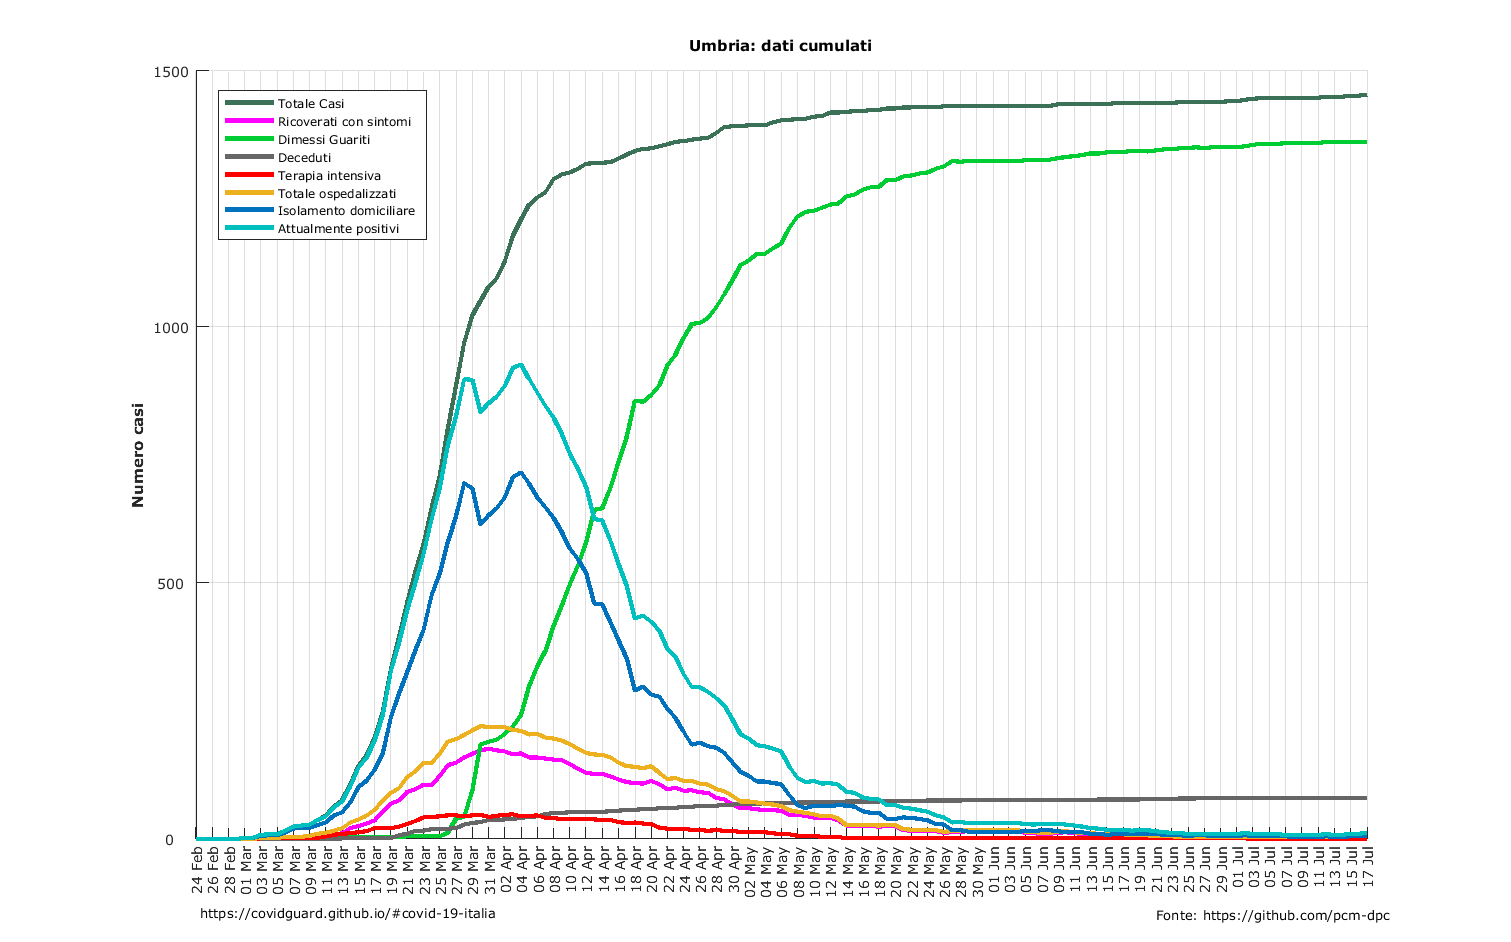 Umbria: dati cumulati
1500
1000
500
0
Numero casi
Totale Casi
Ricoverati con sintomi
Dimessi Guariti
Deceduti
Terapia intensiva
Totale ospedalizzati
Isolamento domiciliare
Attualmente positivi
24 Feb
26 Feb
28 Feb
01 Mar
03 Mar
05 Mar
07 Mar
09 Mar
11 Mar
13 Mar
15 Mar
17 Mar
19 Mar
21 Mar
23 Mar
25 Mar
27 Mar
29 Mar
31 Mar
02 Apr
04 Apr
06 Apr
08 Apr
10 Apr
12 Apr
14 Apr
16 Apr
18 Apr
20 Apr
22 Apr
24 Apr
26 Apr
28 Apr
30 Apr
02 May
04 May
06 May
08 May
10 May
12 May
14 May
16 May
18 May
20 May
22 May
24 May
26 May
28 May
30 May
01 Jun
03 Jun
05 Jun
07 Jun
09 Jun
11 Jun
13 Jun
15 Jun
17 Jun
19 Jun
21 Jun
23 Jun
25 Jun
27 Jun
29 Jun
01 Jul
03 Jul
05 Jul
07 Jul
09 Jul
11 Jul
13 Jul
15 Jul
17 Jul
https://covidguard.github.io/#covid-19-italia
Fonte: https://github.com/pcm-dpc